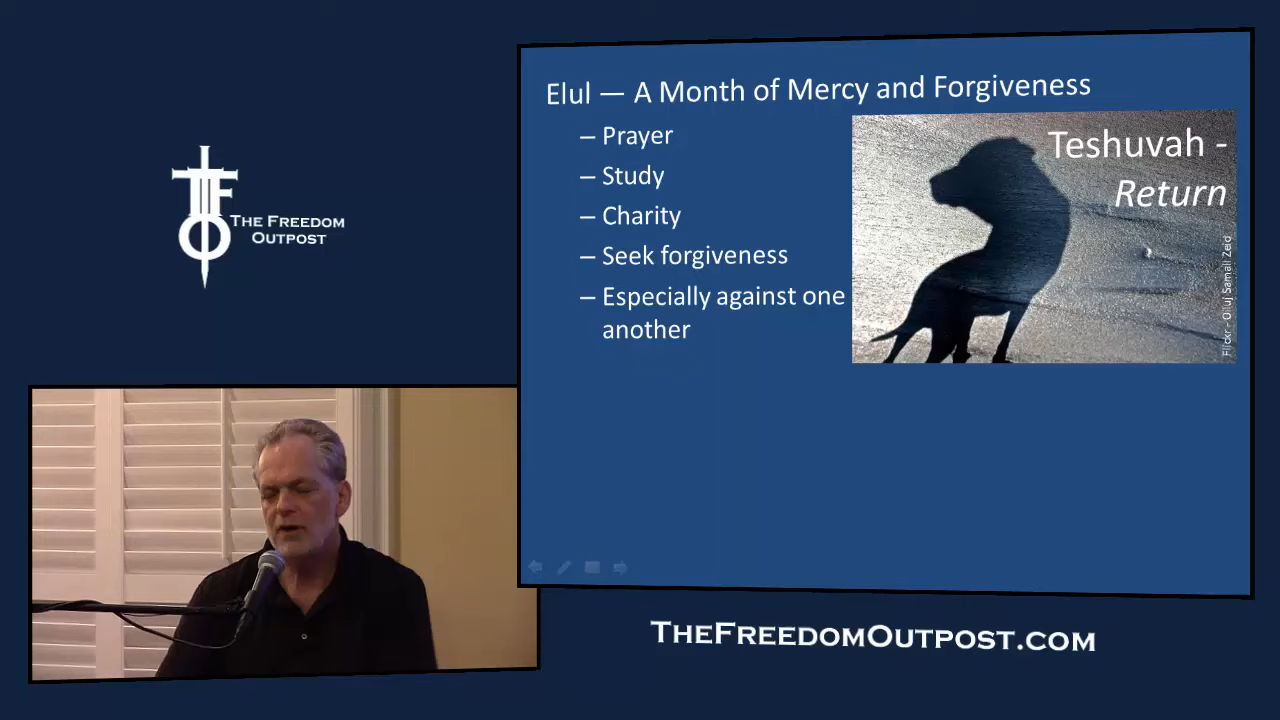 Elul — A Month of Mercy and Forgiveness
– Prayer
– Study
– Charity
– Seek forgiveness
– Especially against one
another
Teshuvah -
Return
THE FREEDOM
OUTPOST
THEFREEDOMOUTPOST.COM